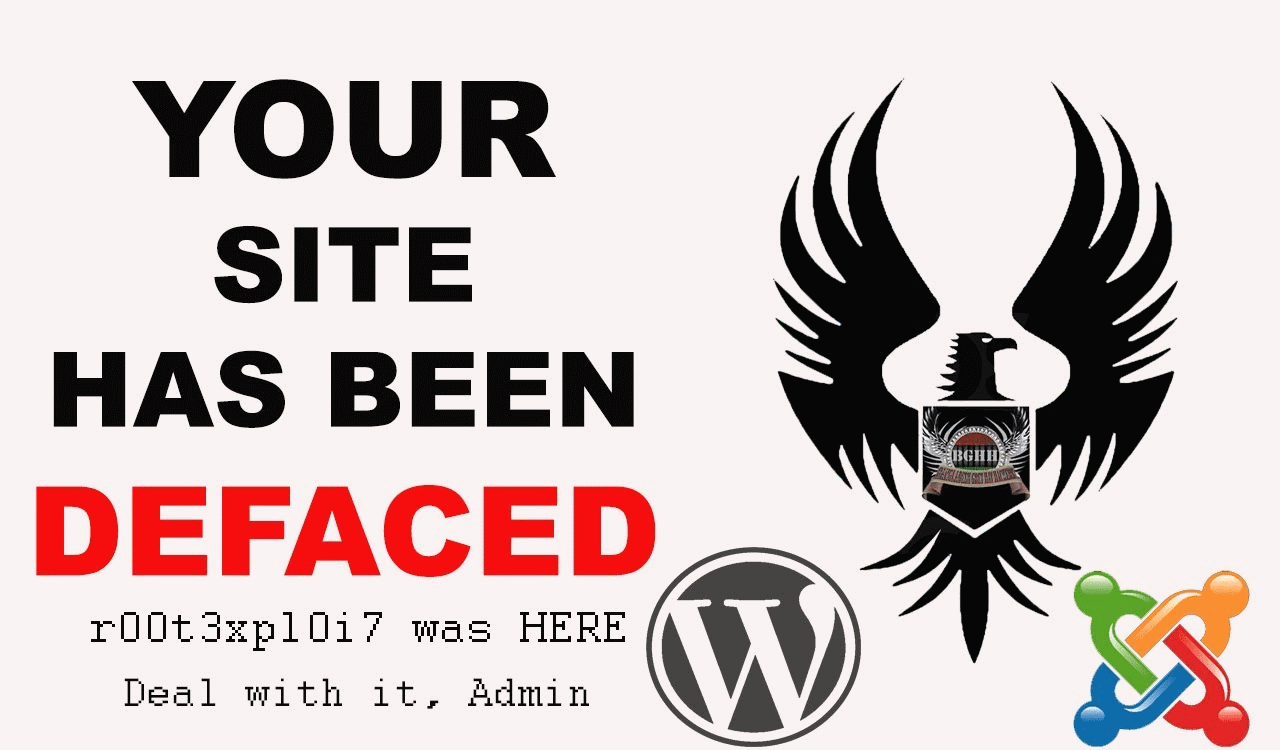 YOUR
SITE
HAS BEEN
DEFACED
r00t3xpl0i7 was HERE
Deal with it, Admin
BGHH